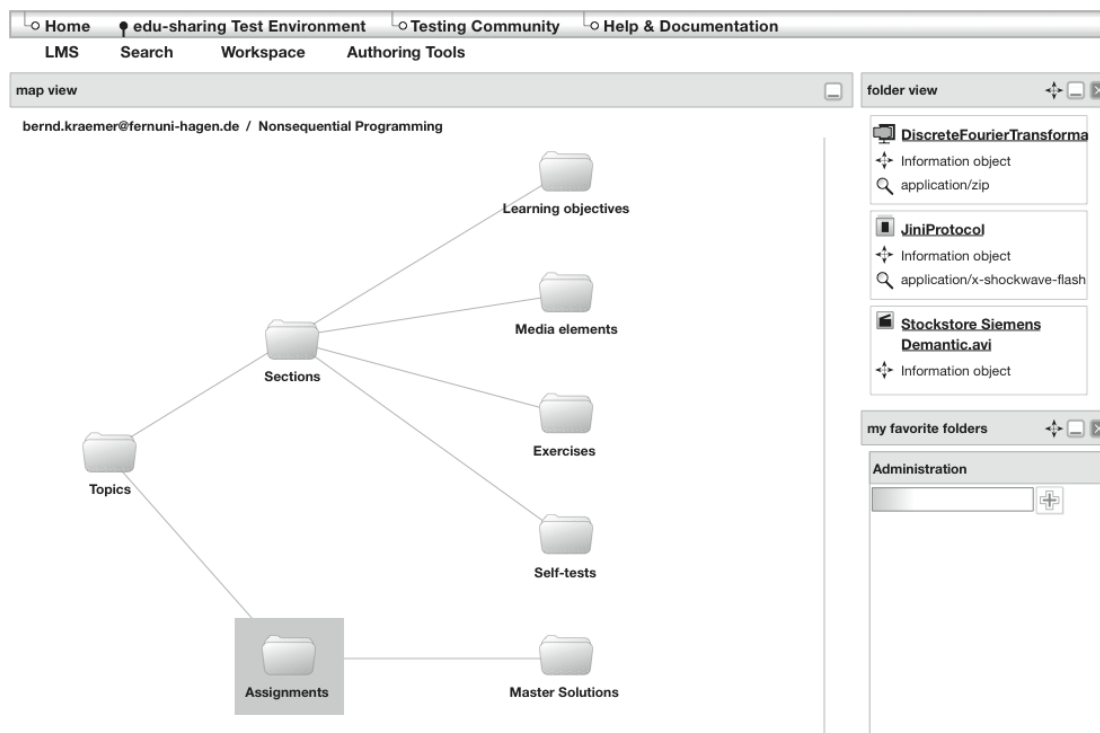 Home edu-sharing Test Environment Testing Community Help & Documentation
LMS Search Workspace Authoring Tools
map view
bernd.kraemer@fernuni-hagen.de / Nonsequential Programming
Learning objectives
Media elements
Sections
Exercises
Topics
Self-tests
Assignments
Master Solutions
folder view
DiscreteFourierTransforma
Information object
application/zip
JiniProtocol
Information object
application/x-shockwave-flash
Stockstore Siemens
Demantic.avi
Information object
my favorite folders
Administration